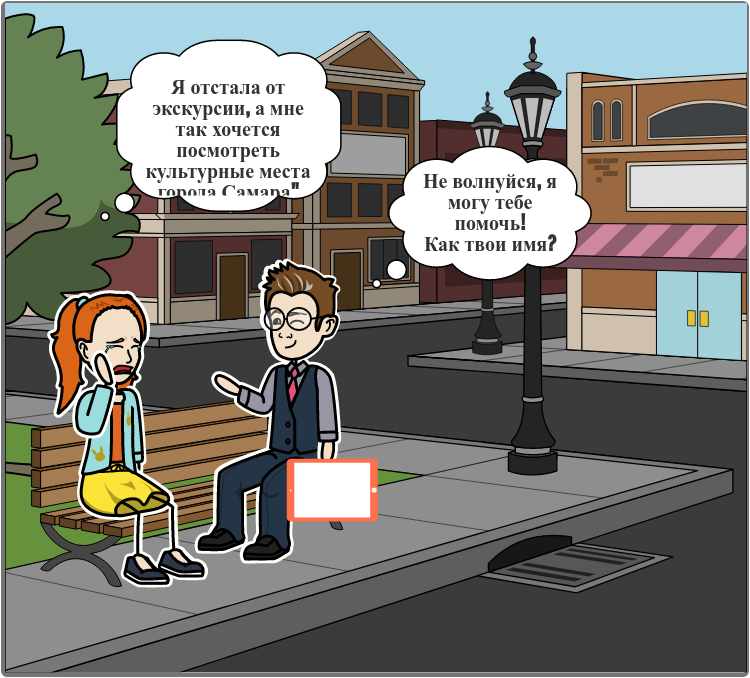 Я отстала от
экскурсии, а мне
так хочется
посмотреть
культурные места
города Самара"
Не волнуйся, я
могу тебе
помочь!
Как твои имя?